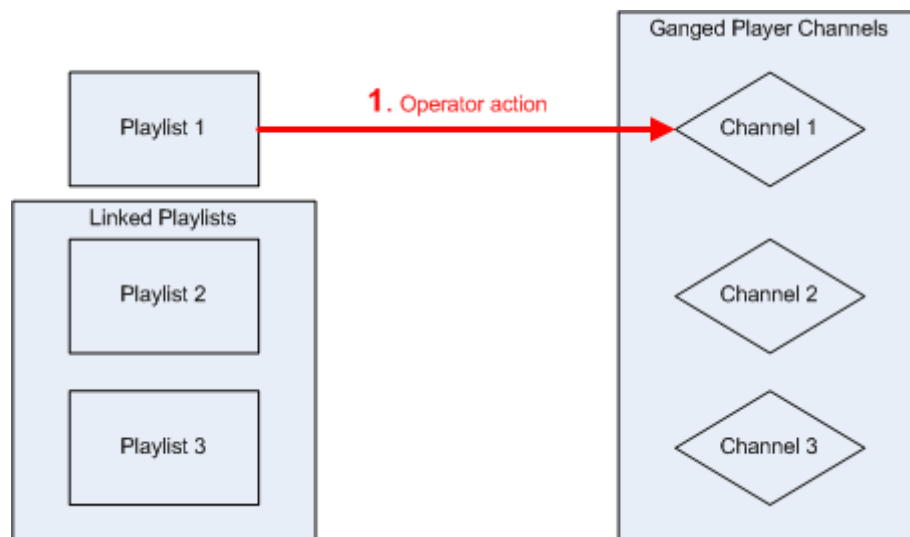 Ganged Player Channels
Playlist 1
1. Operator action
Channel 1
Linked Playlists
Playlist 2
Channel 2
Playlist 3
Channel 3